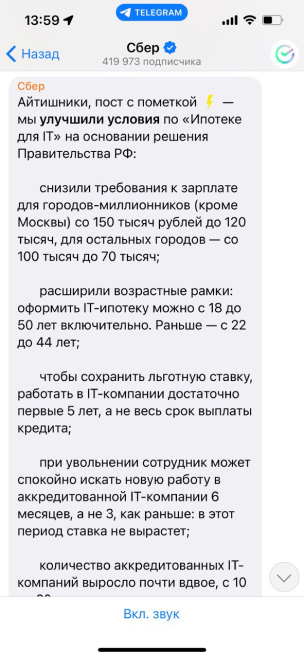 13:59
TELEGRAM
Назад
Сбер
419 973 подписчика
Сбер
Айтишники, пост с пометкой ⚡ —
мы улучшили условия по «Ипотеке
для IT» на основании решения
Правительства РФ:
снизили требования к зарплате
для городов-миллионников (кроме
Москвы) со 150 тысяч рублей до 120
тысяч, для остальных городов — со
100 тысяч до 70 тысяч;
расширили возрастные рамки:
оформить IT-ипотеку можно с 18 до
50 лет включительно. Раньше — с 22
до 44 лет;
чтобы сохранить льготную ставку,
работать в IT-компании достаточно
первые 5 лет, а не весь срок выплаты
кредита;
при увольнении сотрудник может
спокойно искать новую работу в
аккредитованной IT-компании 6
месяцев, а не 3, как раньше: в этот
период ставка не вырастет;
количество аккредитованных IT-
компаний выросло почти вдвое, с 10
Вкл. звук